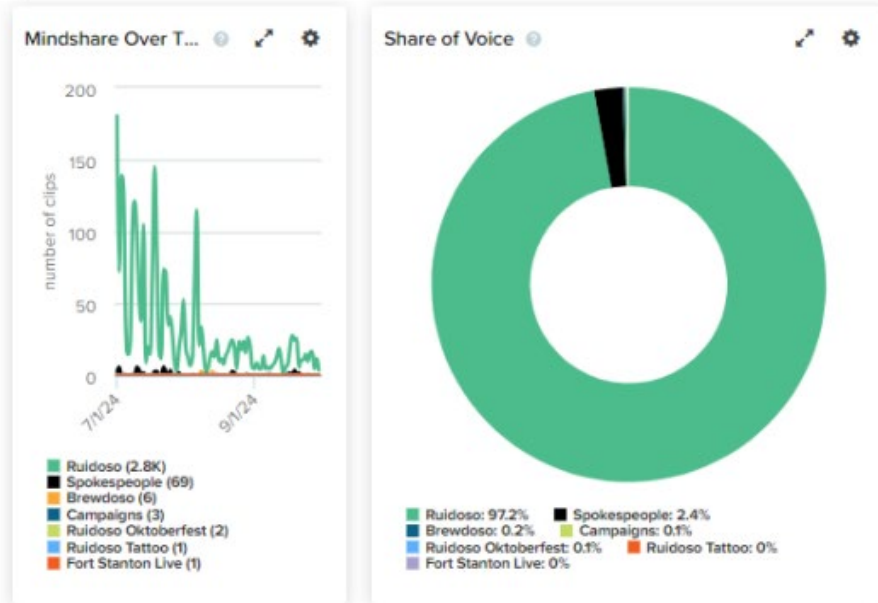 Mindshare Over T...
200
150
100
50
0
number of clips
7/1/24
9/1/24
Ruidoso (2.8K)
Spokespeople (69)
Brewdoso (6)
Campaigns (3)
Ruidoso Oktoberfest (2)
Ruidoso Tattoo (1)
Fort Stanton Live (1)
Share of Voice
Ruidoso: 97.2% Spokespeople: 2.4%
Brewdoso: 0.2% Campaigns: 0.1%
Ruidoso Oktoberfest: 0.1% Ruidoso Tattoo: 0%
Fort Stanton Live: 0%